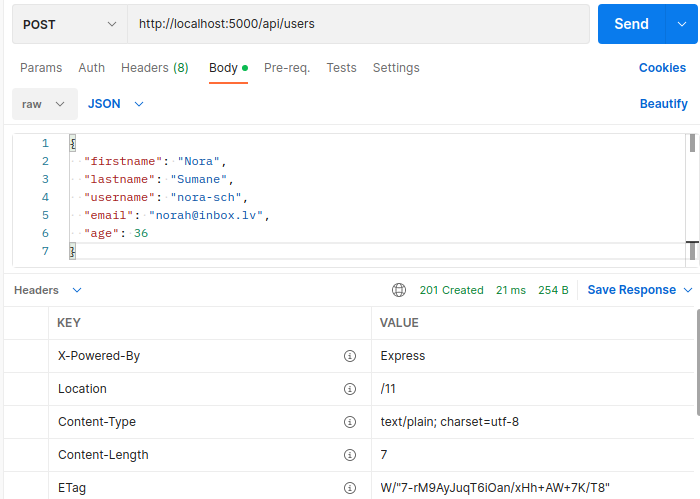 POST http://localhost:5000/api/users Send
Params Auth Headers (8) Body Pre-req. Tests Settings Cookies
raw JSON Beautify
1 {
2 "firstname": "Nora",
3 "lastname": "Sumane",
4 "username": "nora-sch",
5 "email": "norah@inbox.lv",
6 "age": 36
7 }
Headers 201 Created 21 ms 254 B Save Response
KEY VALUE
X-Powered-By Express
Location /11
Content-Type text/plain; charset=utf-8
Content-Length 7
ETag W/"7-rM9AyJuqT6iOan/xHh+AW+7K/T8"